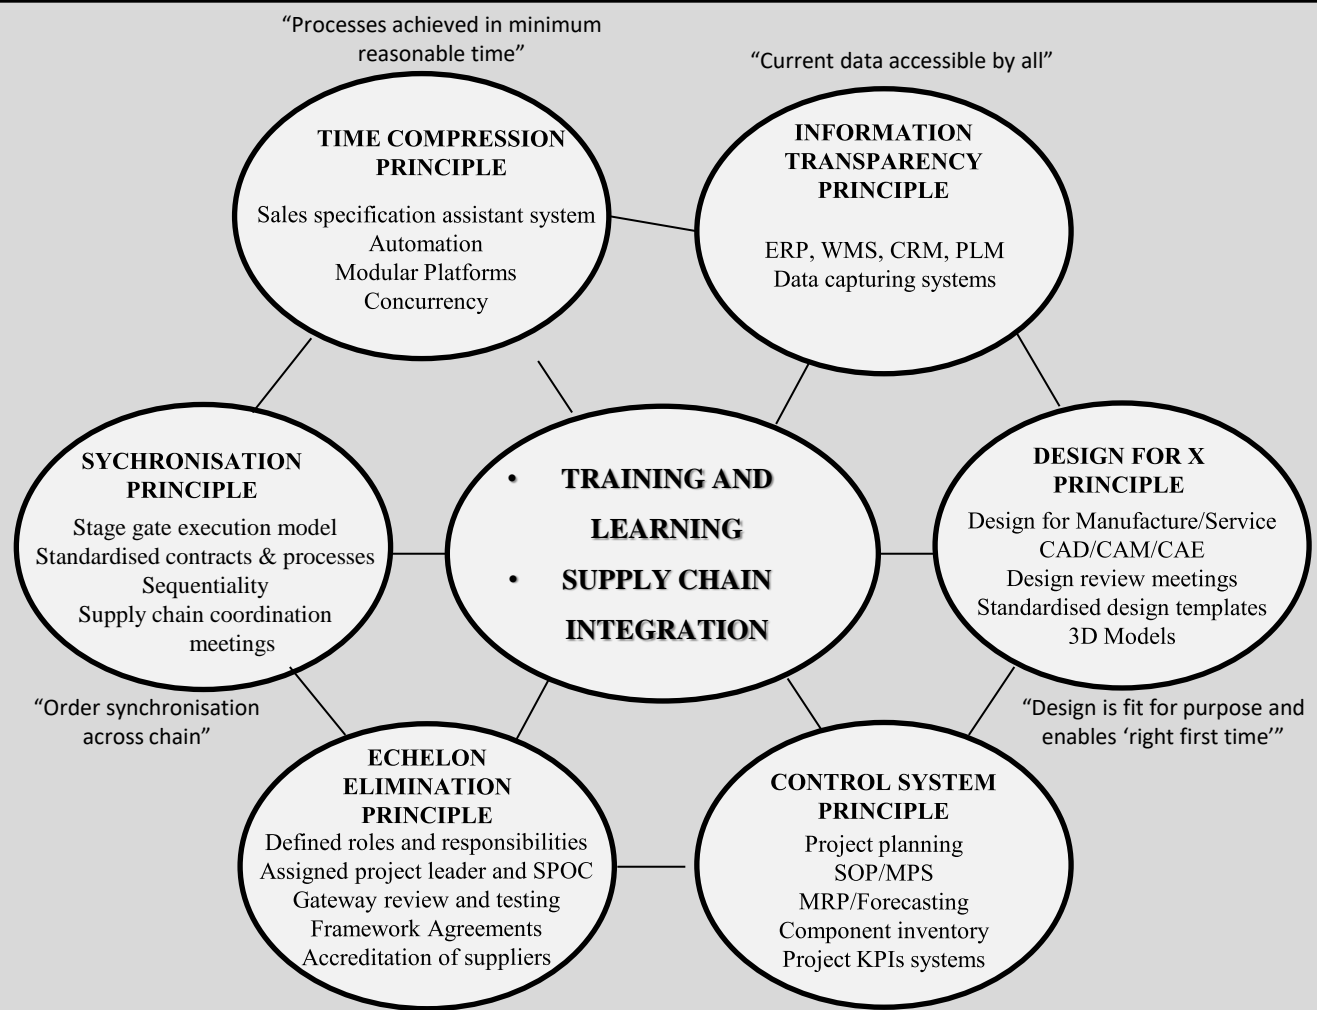 “Processes achieved in minimum
reasonable time”
“Current data accessible by all”
TIME COMPRESSION
PRINCIPLE
Sales specification assistant system
Automation
Modular Platforms
Concurrency
INFORMATION
TRANSPARENCY
PRINCIPLE
ERP, WMS, CRM, PLM
Data capturing systems
SYCHRONISATION
PRINCIPLE
Stage gate execution model
Standardised contracts & processes
Sequentiality
Supply chain coordination
meetings
“Order synchronisation
across chain”
• TRAINING AND
LEARNING
• SUPPLY CHAIN
INTEGRATION
DESIGN FOR X
PRINCIPLE
Design for Manufacture/Service
CAD/CAM/CAE
Design review meetings
Standardised design templates
3D Models
“Design is fit for purpose and
enables ‘right first time’”
ECHELON
ELIMINATION
PRINCIPLE
Defined roles and responsibilities
Assigned project leader and SPOC
Gateway review and testing
Framework Agreements
Accreditation of suppliers
CONTROL SYSTEM
PRINCIPLE
Project planning
SOP/MPS
MRP/Forecasting
Component inventory
Project KPIs systems